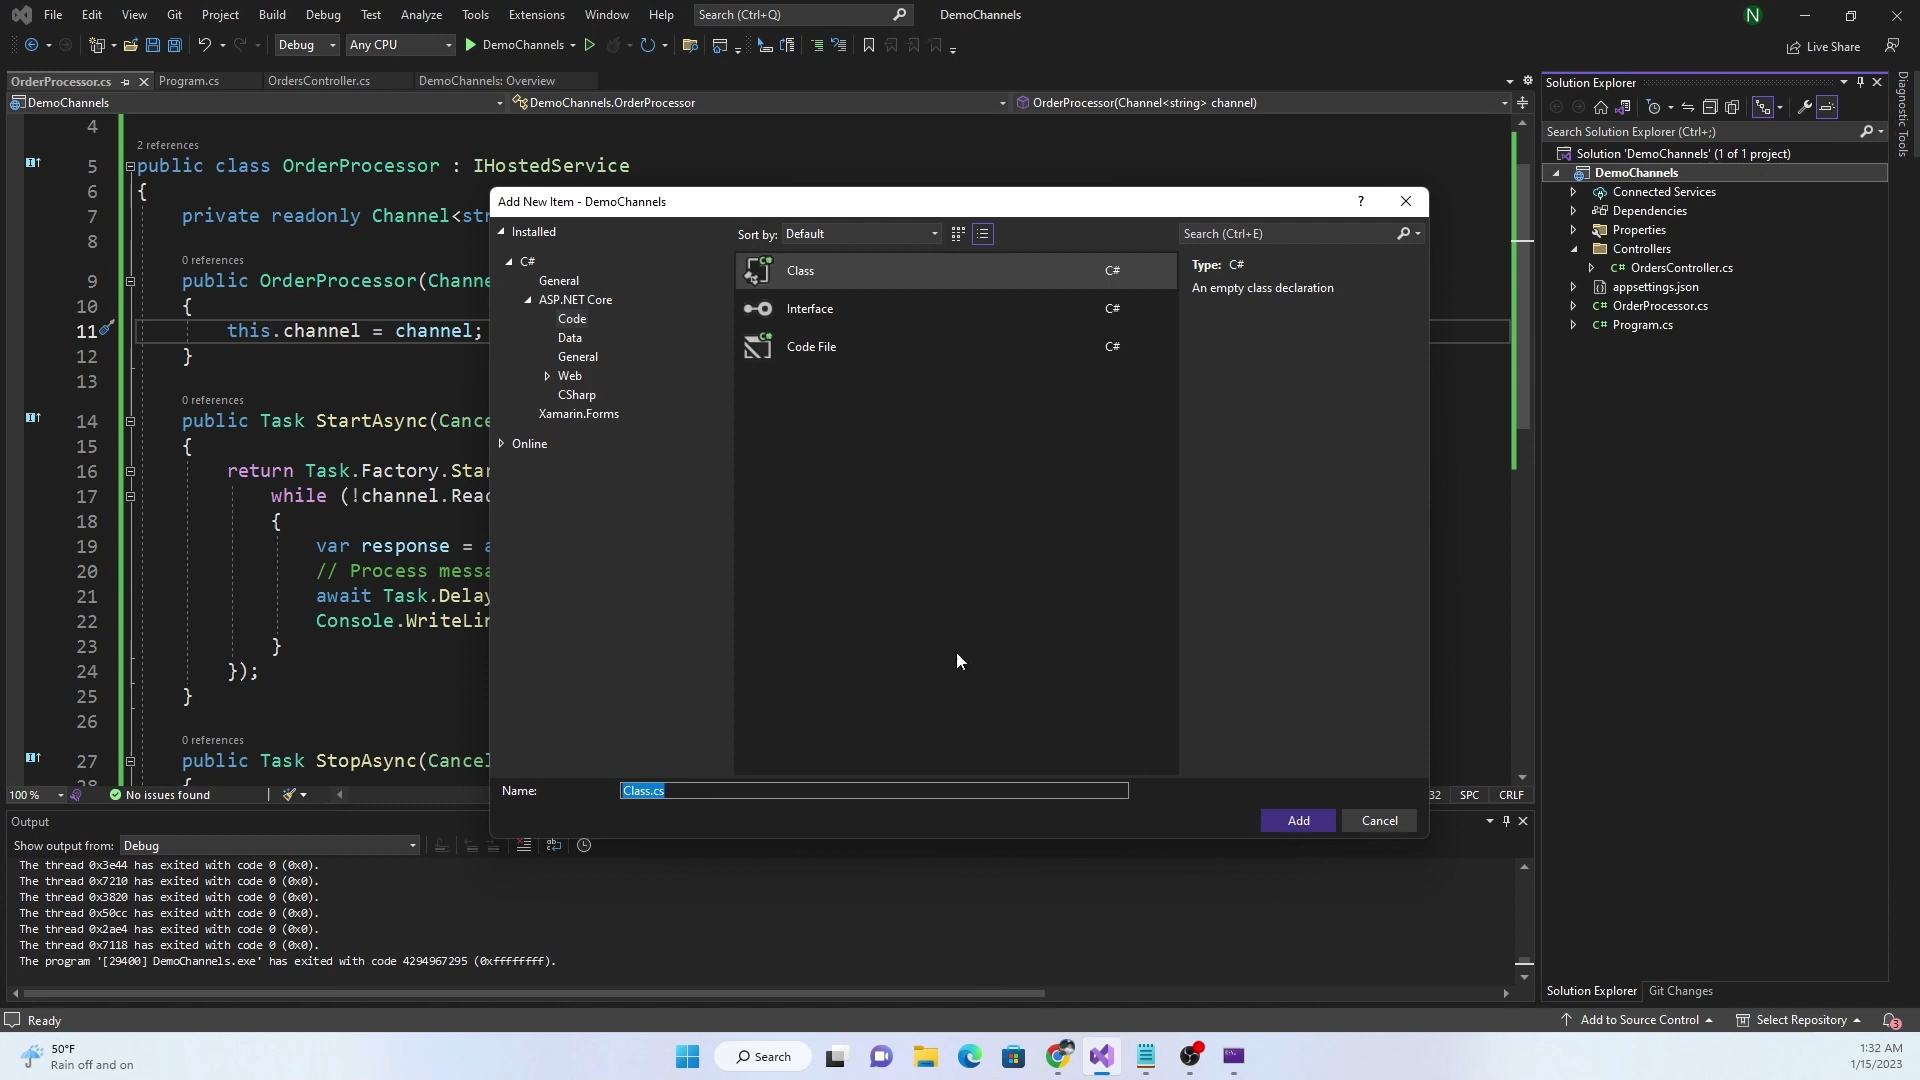 File Edit View Git Project Build Debug Test Analyze Tools Extensions Window Help Search (Ctrl+Q) DemoChannels N
Debug Any CPU DemoChannels Live Share
OrderProcessor.cs Program.cs OrdersController.cs DemoChannels: Overview
DemoChannels DemoChannels.OrderProcessor OrderProcessor(Channel<string> channel)
4
2 references
5 public class OrderProcessor : IHostedService
6 {
7 private readonly Channel<str
8
0 references
9 public OrderProcessor(Channe
10 {
11 this.channel = channel;
12 }
13
0 references
14 public Task StartAsync(Cance
15 {
16 return Task.Factory.Star
17 while (!channel.Read
18 {
19 var response = a
20 // Process messa
21 await Task.Delay
22 Console.WriteLin
23 }
24 });
25 }
26
0 references
27 public Task StopAsync(Cancel
28 {
100 % No issues found
32 SPC CRLF
Add New Item - DemoChannels
?
Installed
C#
General
ASP.NET Core
Code
Data
General
Web
CSharp
Xamarin.Forms
Online
Sort by: Default
Class C#
Interface C#
Code File C#
Search (Ctrl+E)
Type: C#
An empty class declaration
Name: Class.cs
Add Cancel
Output
Show output from: Debug
The thread 0x3e44 has exited with code 0 (0x0).
The thread 0x7210 has exited with code 0 (0x0).
The thread 0x3820 has exited with code 0 (0x0).
The thread 0x50cc has exited with code 0 (0x0).
The thread 0x2ae4 has exited with code 0 (0x0).
The thread 0x7118 has exited with code 0 (0x0).
The program '[29400] DemoChannels.exe' has exited with code 4294967295 (0xffffffff).
Solution Explorer
Search Solution Explorer (Ctrl+;)
Solution 'DemoChannels' (1 of 1 project)
DemoChannels
Connected Services
Dependencies
Properties
Controllers
C# OrdersController.cs
appsettings.json
C# OrderProcessor.cs
C# Program.cs
Solution Explorer Git Changes
Diagnostic Tools
Ready
Add to Source Control Select Repository 3
50°F
Rain off and on
Search
1:32 AM
1/15/2023